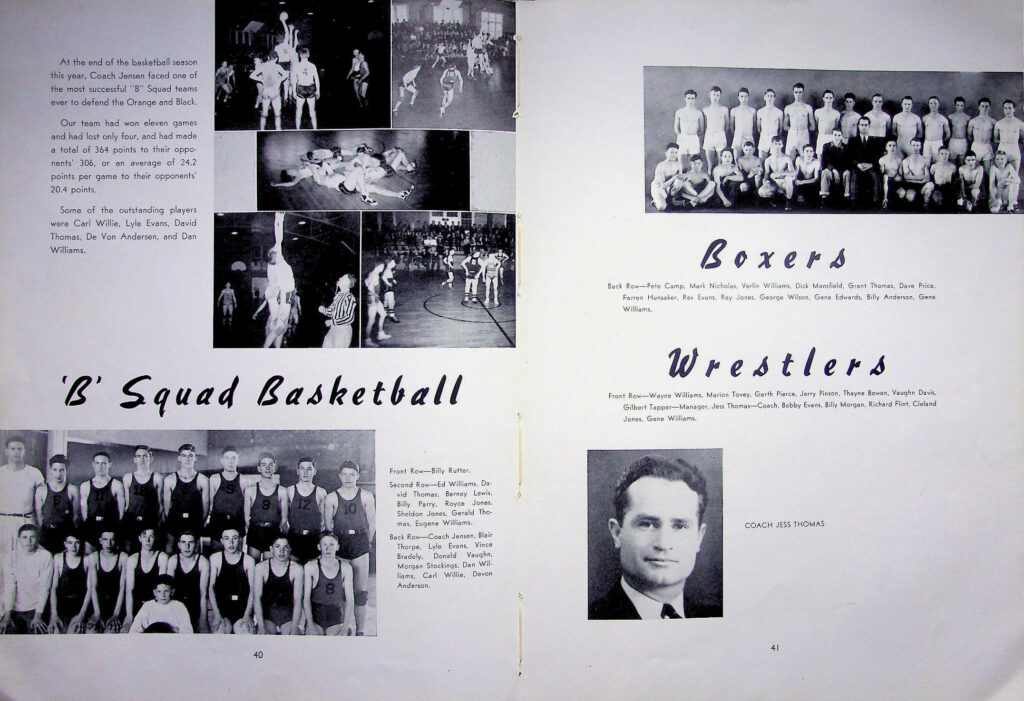 At the end of the basketball season
this year, Coach Jensen faced one of
the most successful "B" Squad teams
ever to defend the Orange and Black.
Our team had won eleven games
and had lost only four, and had made
a total of 364 points to their oppo-
nents' 306, or an average of 24.2
points per game to their opponents'
20.4 points.
Some of the outstanding players
were Carl Willie, Lyle Evans, David
Thomas, De Von Andersen, and Dan
Williams.
'B' Squad Basketball
Front Row—Billy Rutter.
Second Row—Ed Williams, Da-
vid Thomas, Barney Lewis,
Billy Parry, Royce Jones,
Sheldon Jones, Gerald Tho-
mas, Eugene Williams.
Back Row—Coach Jensen, Blair
Thorpe, Lyle Evans, Vince
Bradely, Donald Vaughn,
Morgan Stockings, Dan Wil-
liams, Carl Willie, Devon
Anderson.
40
Boxers
Back Row—Pete Camp, Mark Nicholas, Verlin Williams, Dick Mansfield, Grant Thomas, Dave Price,
Farren Hunsaker, Rex Evans, Ray Jones, George Wilson, Gene Edwards, Billy Anderson, Gene
Williams.
Wrestlers
Front Row—Wayne Williams, Marion Tovey, Garth Pierce, Jerry Pinson, Thayne Bowen, Vaughn Davis,
Gilbert Tapper—Manager, Jess Thomas—Coach, Bobby Evans, Billy Morgan, Richard Flint, Cleland
Jones, Gene Williams.
COACH JESS THOMAS
41